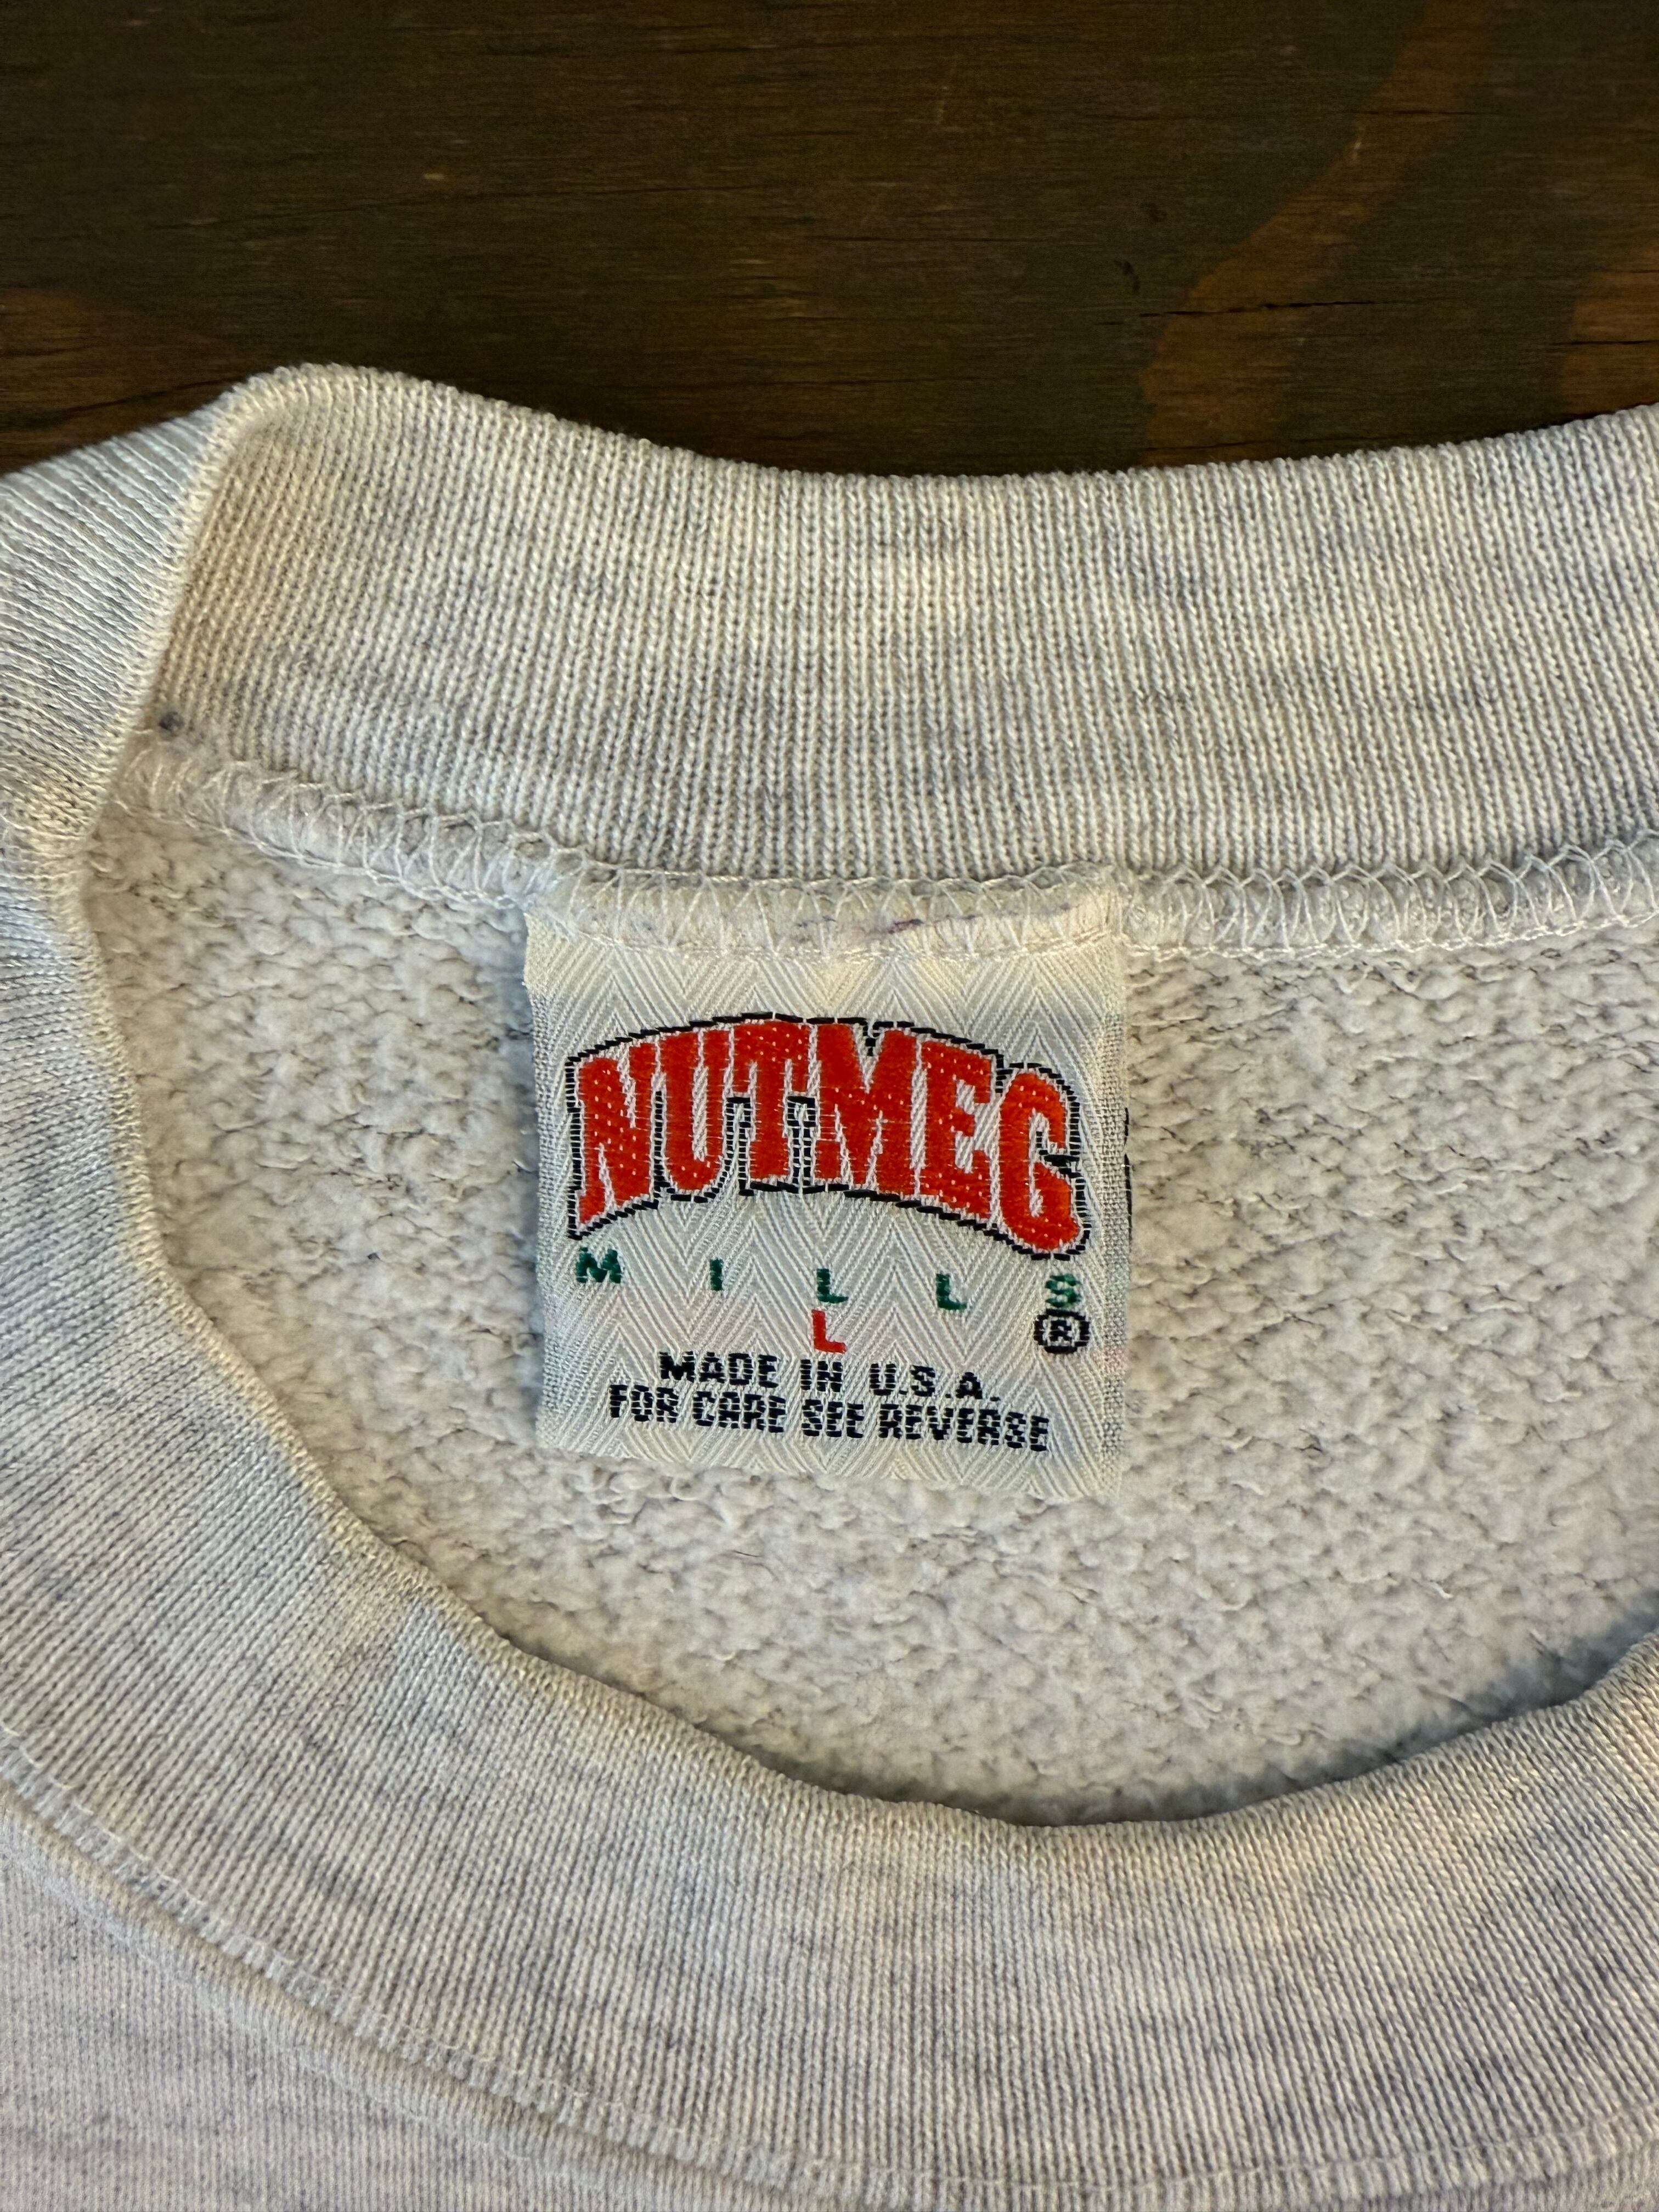 NUTMEG
MILLS
L ®
MADE IN U.S.A.
FOR CARE SEE REVERSE